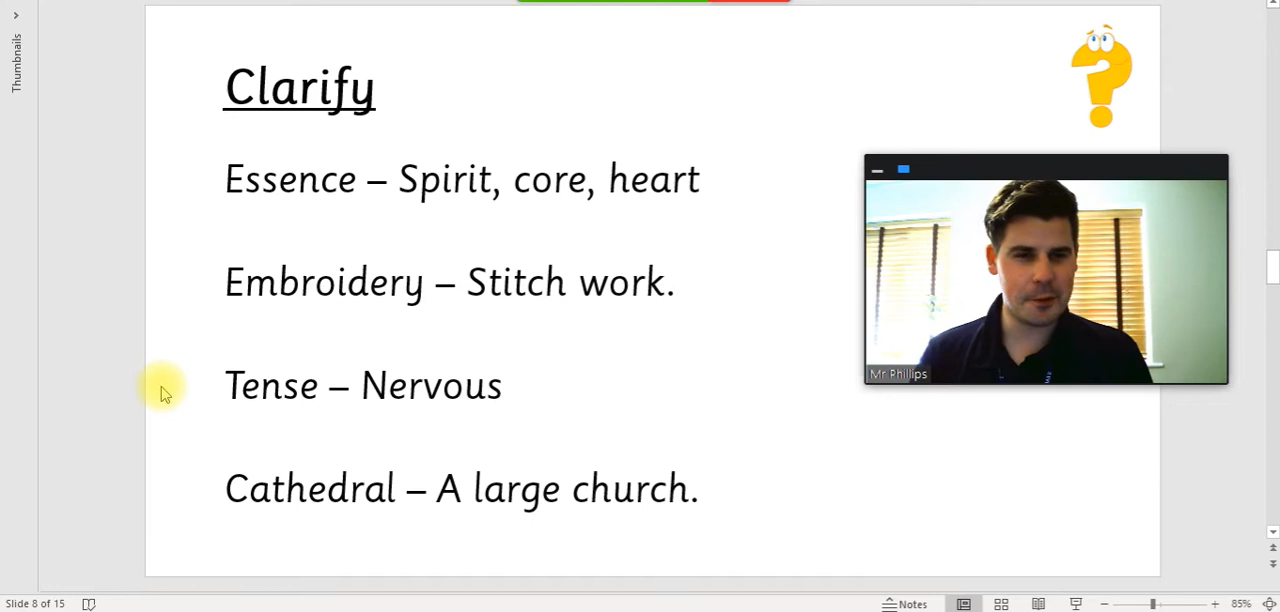 Thumbnails
Clarify
Essence – Spirit, core, heart
Embroidery – Stitch work.
Tense – Nervous
Cathedral – A large church.
Mr Phillips
Slide 8 of 15
Notes
85%